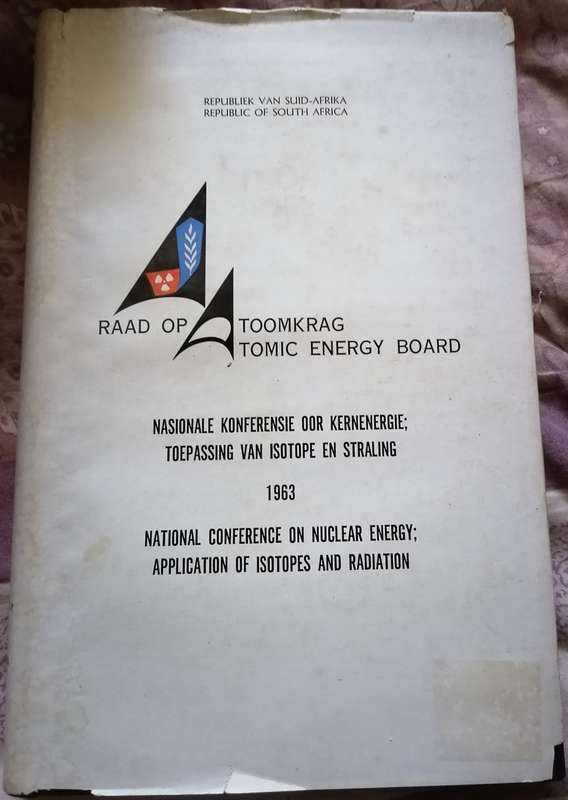 REPUBLIEK VAN SUID-AFRIKA
REPUBLIC OF SOUTH AFRICA
RAAD OP ATOOMKRAG
ATOMIC ENERGY BOARD
NASIONALE KONFERENSIE OOR KERNENERGIE;
TOEPASSING VAN ISOTOPE EN STRALING
1963
NATIONAL CONFERENCE ON NUCLEAR ENERGY;
APPLICATION OF ISOTOPES AND RADIATION